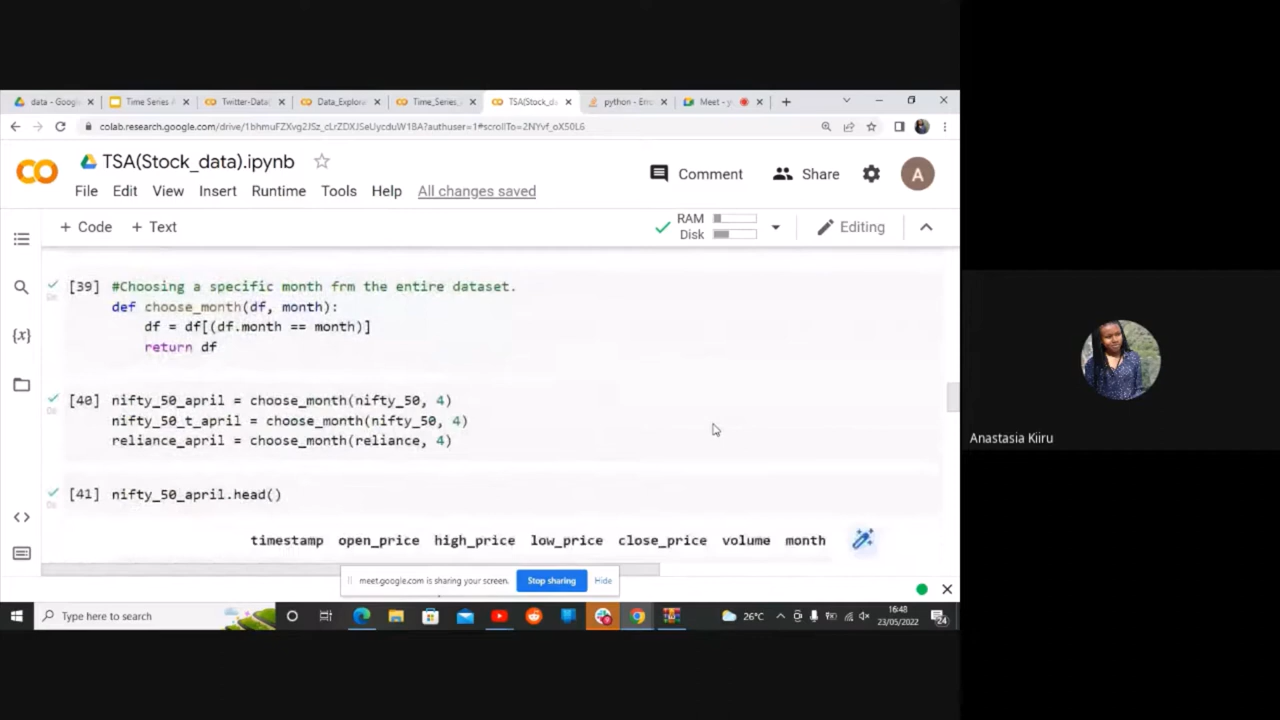 data - Googl
Time Series A
Twitter-Data(
Data_Explora
Time_Series_
TSA(Stock_da
python - Erro
Meet - y
colab.research.google.com/drive/1bhmuFZXvg2JSz_cLrZDXJSeUycduW18A?authuser=1#scrollTo=2NYvf_oX50L6
TSA(Stock_data).ipynb
Comment
Share
A
File Edit View Insert Runtime Tools Help All changes saved
+ Code + Text
RAM
Disk
Editing
[39] #Choosing a specific month frm the entire dataset.
def choose_month(df, month):
df = df[(df.month == month)]
return df
[40] nifty_50_april = choose_month(nifty_50, 4)
nifty_50_t_april = choose_month(nifty_50, 4)
reliance_april = choose_month(reliance, 4)
[41] nifty_50_april.head()
timestamp open_price high_price low_price close_price volume month
meet.google.com is sharing your screen. Stop sharing Hide
Type here to search
26°C
16:48
23/05/2022
24
Anastasia Kiiru